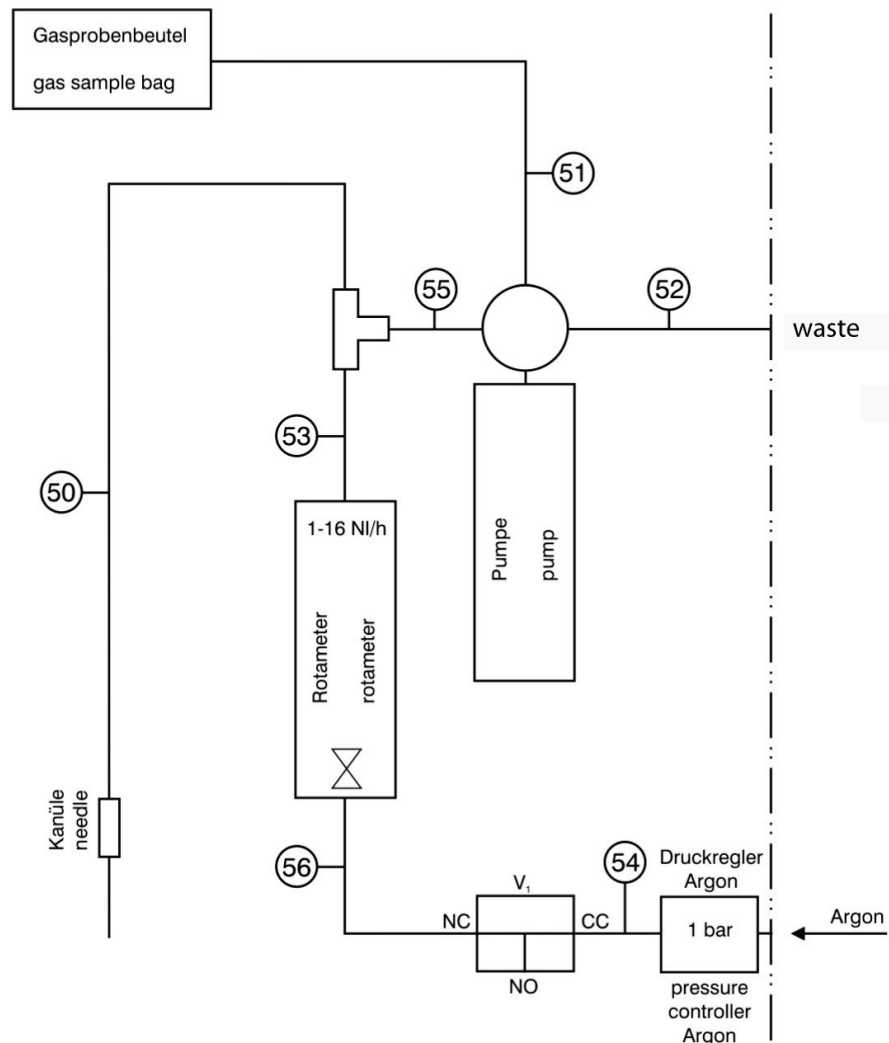 Gasprobenbeutel
gas sample bag
51
55
52
waste
53
50
1-16 Nl/h
Rotameter
rotameter
Pumpe
pump
Kanüle
needle
56
54
Druckregler
Argon
V₁
NC
CC
NO
1 bar
Argon
pressure
controller
Argon